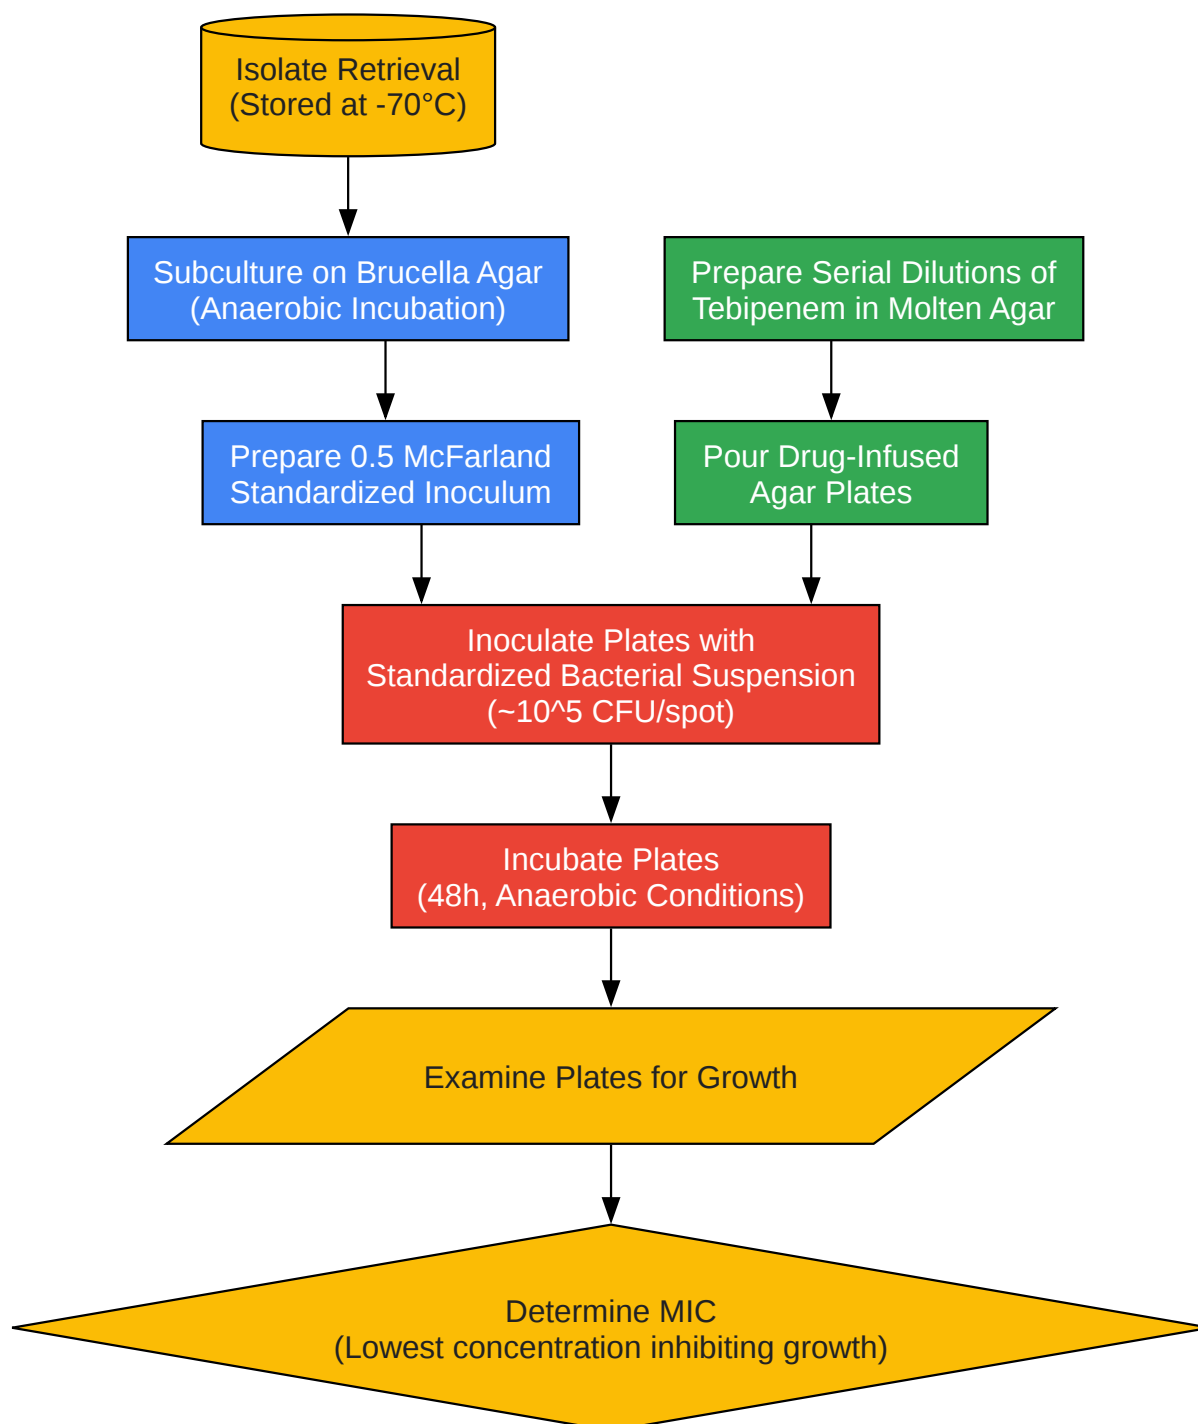 Isolate Retrieval
(Stored at -70°C)
Subculture on Brucella Agar
(Anaerobic Incubation)
Prepare Serial Dilutions of
Tebipenem in Molten Agar
Prepare 0.5 McFarland
Standardized Inoculum
Pour Drug-Infused
Agar Plates
Inoculate Plates with
Standardized Bacterial Suspension
(~10^5 CFU/spot)
Incubate Plates
(48h, Anaerobic Conditions)
Examine Plates for Growth
Determine MIC
(Lowest concentration inhibiting growth)